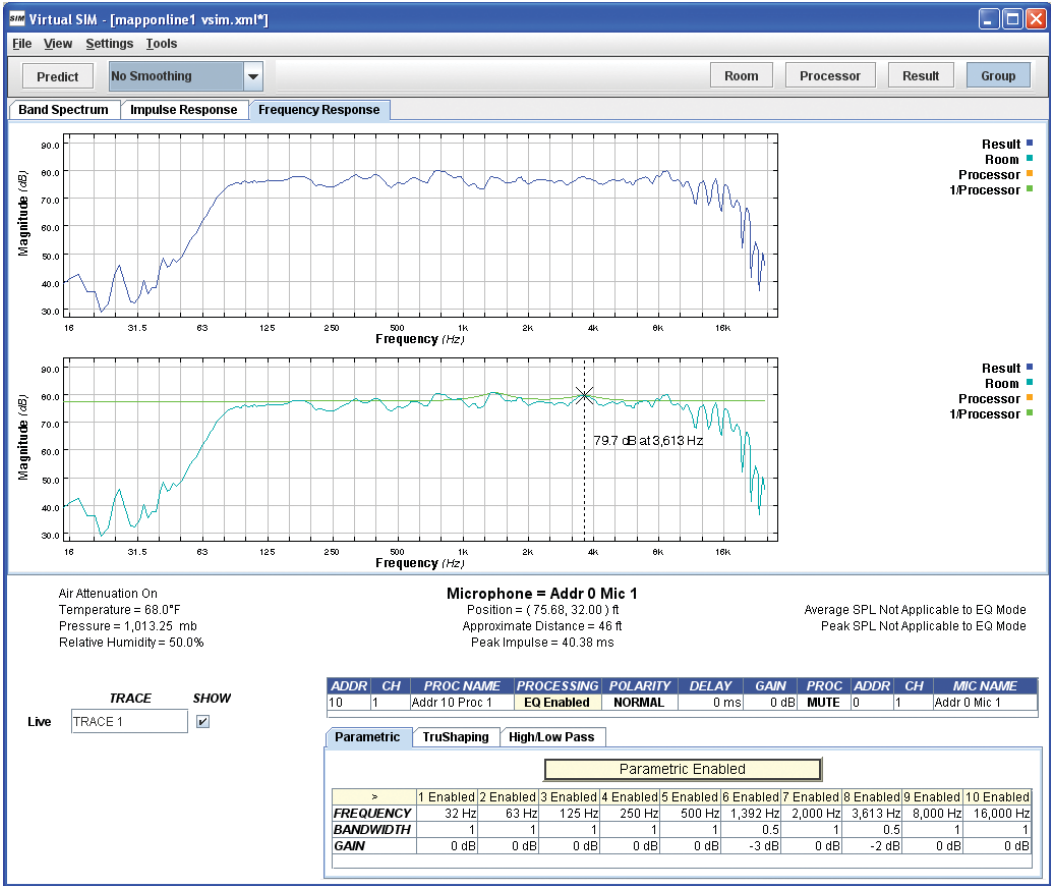 SIM Virtual SIM - [mapponline1 vsim.xml*]
File View Settings Tools
Predict No Smoothing Room Processor Result Group
Band Spectrum Impulse Response Frequency Response
Magnitude (dB)
90.0
80.0
70.0
60.0
50.0
40.0
30.0
16 31.5 63 125 250 500 1k 2k 4k 8k 16k
Frequency (Hz)
Result
Room
Processor
1/Processor
Magnitude (dB)
90.0
80.0
70.0
60.0
50.0
40.0
30.0
79.7 dB at 3,613 Hz
16 31.5 63 125 250 500 1k 2k 4k 8k 16k
Frequency (Hz)
Result
Room
Processor
1/Processor
Air Attenuation On
Temperature = 68.0°F
Pressure = 1,013.25 mb
Relative Humidity = 50.0%
Microphone = Addr 0 Mic 1
Position = ( 75.68, 32.00 ) ft
Approximate Distance = 46 ft
Peak Impulse = 40.38 ms
Average SPL Not Applicable to EQ Mode
Peak SPL Not Applicable to EQ Mode
TRACE SHOW
Live TRACE 1
ADDR CH PROC NAME PROCESSING POLARITY DELAY GAIN PROC ADDR CH MIC NAME
10 1 Addr 10 Proc 1 EQ Enabled NORMAL 0 ms 0 dB MUTE 0 1 Addr 0 Mic 1
Parametric TruShaping High/Low Pass
Parametric Enabled
> 1 Enabled 2 Enabled 3 Enabled 4 Enabled 5 Enabled 6 Enabled 7 Enabled 8 Enabled 9 Enabled 10 Enabled
FREQUENCY 32 Hz 63 Hz 125 Hz 250 Hz 500 Hz 1,392 Hz 2,000 Hz 3,613 Hz 8,000 Hz 16,000 Hz
BANDWIDTH 1 1 1 1 1 0.5 1 0.5 1 1
GAIN 0 dB 0 dB 0 dB 0 dB 0 dB -3 dB 0 dB -2 dB 0 dB 0 dB